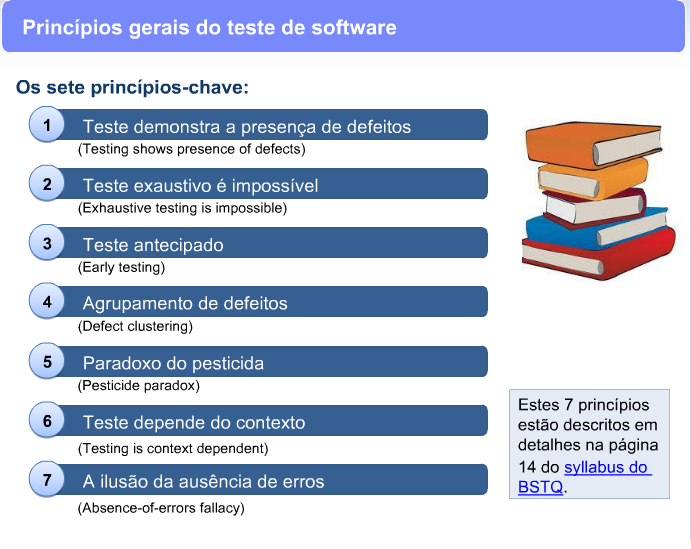 Princípios gerais do teste de software
Os sete princípios-chave:
1 Teste demonstra a presença de defeitos
(Testing shows presence of defects)
2 Teste exaustivo é impossível
(Exhaustive testing is impossible)
3 Teste antecipado
(Early testing)
4 Agrupamento de defeitos
(Defect clustering)
5 Paradoxo do pesticida
(Pesticide paradox)
6 Teste depende do contexto
(Testing is context dependent)
7 A ilusão da ausência de erros
(Absence-of-errors fallacy)
Estes 7 princípios
estão descritos em
detalhes na página
14 do syllabus do
BSTQ.